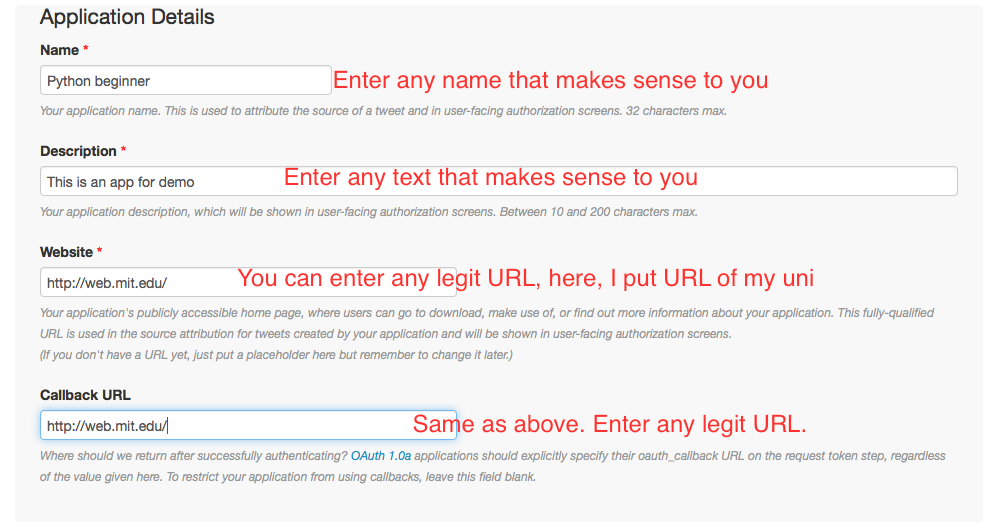 Application Details
Name *
Python beginner Enter any name that makes sense to you
Your application name. This is used to attribute the source of a tweet and in user-facing authorization screens. 32 characters max.
Description *
This is an app for demo Enter any text that makes sense to you
Your application description, which will be shown in user-facing authorization screens. Between 10 and 200 characters max.
Website *
http://web.mit.edu/ You can enter any legit URL, here, I put URL of my uni
Your application's publicly accessible home page, where users can go to download, make use of, or find out more information about your application. This fully-qualified
URL is used in the source attribution for tweets created by your application and will be shown in user-facing authorization screens.
(If you don't have a URL yet, just put a placeholder here but remember to change it later.)
Callback URL
http://web.mit.edu/ Same as above. Enter any legit URL.
Where should we return after successfully authenticating? OAuth 1.0a applications should explicitly specify their oauth_callback URL on the request token step, regardless
of the value given here. To restrict your application from using callbacks, leave this field blank.